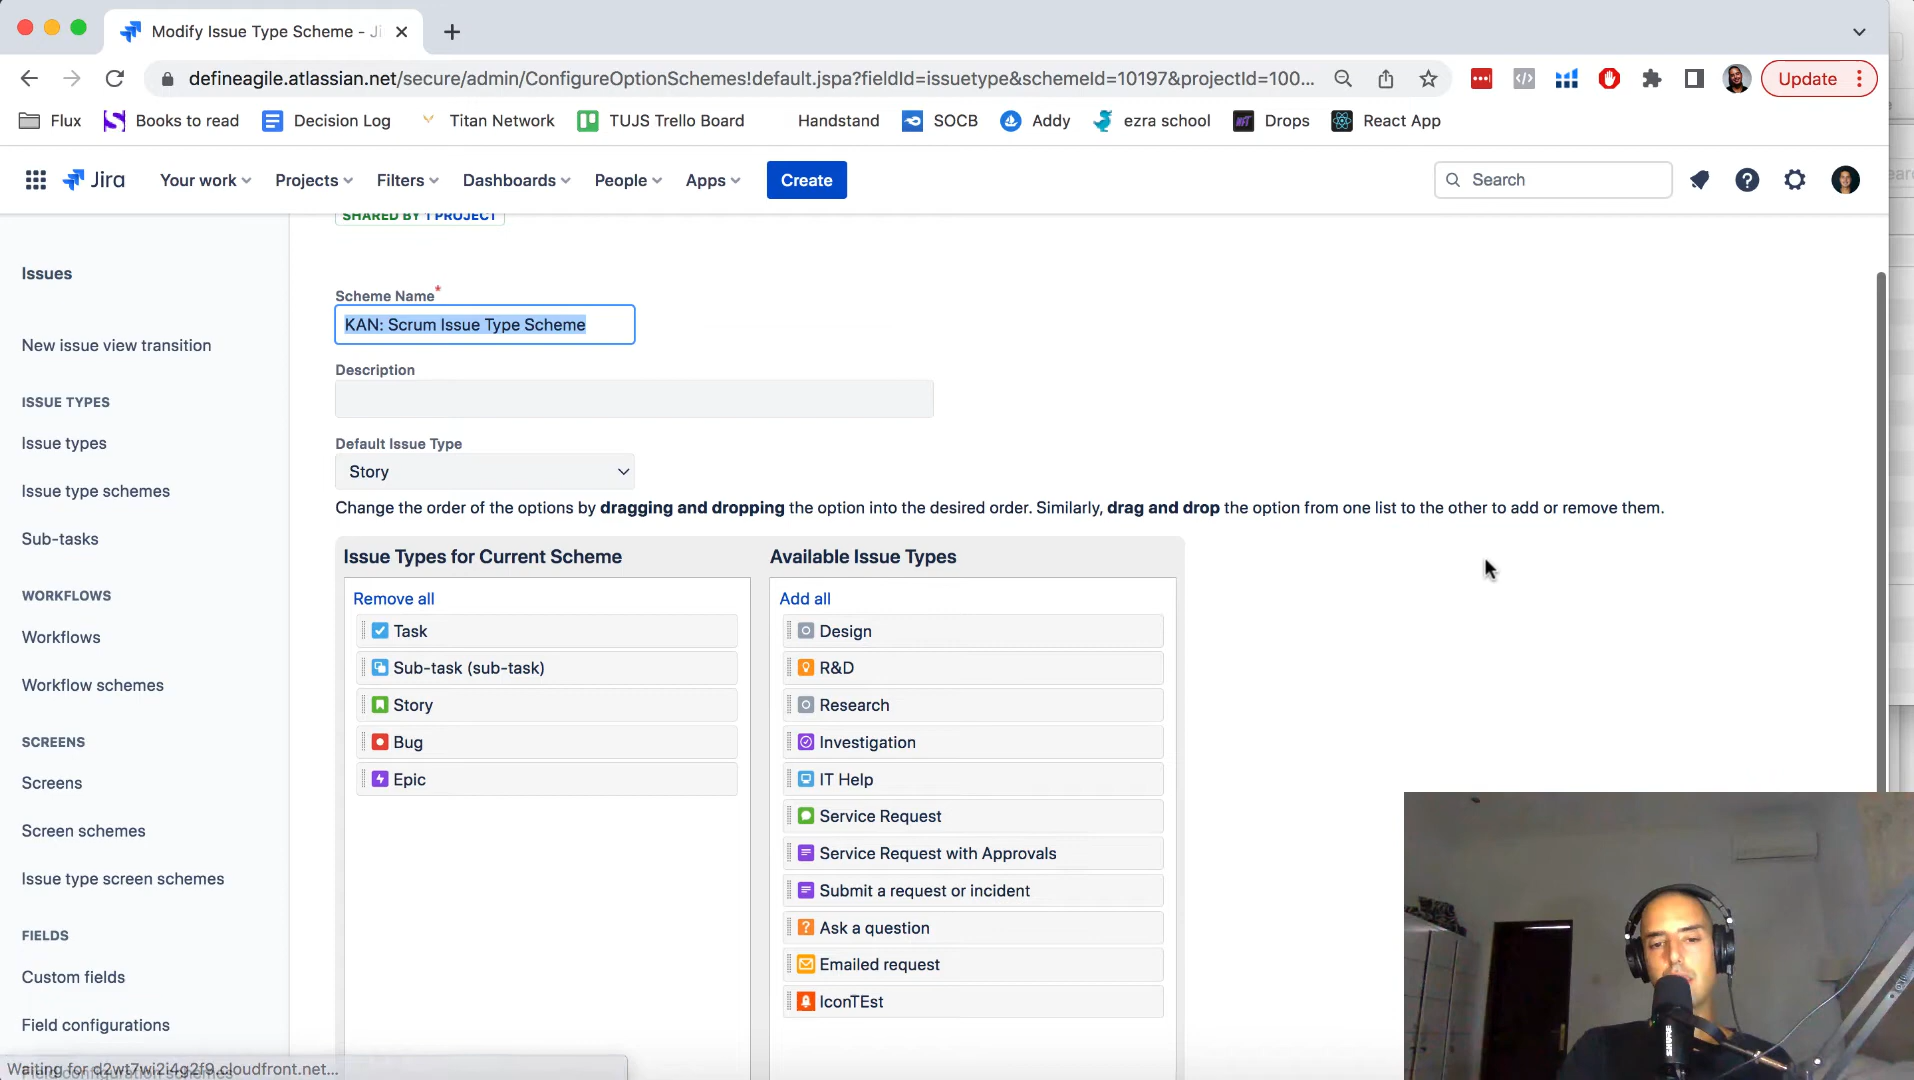 Modify Issue Type Scheme - Ji
defineagile.atlassian.net/secure/admin/ConfigureOptionSchemes!default.jspa?fieldId=issuetype&schemeId=10197&projectId=100...
Update
Flux
Books to read
Decision Log
Titan Network
TUJS Trello Board
Handstand
SOCB
Addy
ezra school
Drops
React App
Jira
Your work
Projects
Filters
Dashboards
People
Apps
Create
Search
SHARED BY 1 PROJECT
Issues
New issue view transition
ISSUE TYPES
Issue types
Issue type schemes
Sub-tasks
WORKFLOWS
Workflows
Workflow schemes
SCREENS
Screens
Screen schemes
Issue type screen schemes
FIELDS
Custom fields
Field configurations
Field configuration schemes
Waiting for d2wt7wi2i4g2f9.cloudfront.net...
Scheme Name*
KAN: Scrum Issue Type Scheme
Description
Default Issue Type
Story
Change the order of the options by dragging and dropping the option into the desired order. Similarly, drag and drop the option from one list to the other to add or remove them.
Issue Types for Current Scheme
Remove all
Task
Sub-task (sub-task)
Story
Bug
Epic
Available Issue Types
Add all
Design
R&D
Research
Investigation
IT Help
Service Request
Service Request with Approvals
Submit a request or incident
Ask a question
Emailed request
IconTEst
SHURE